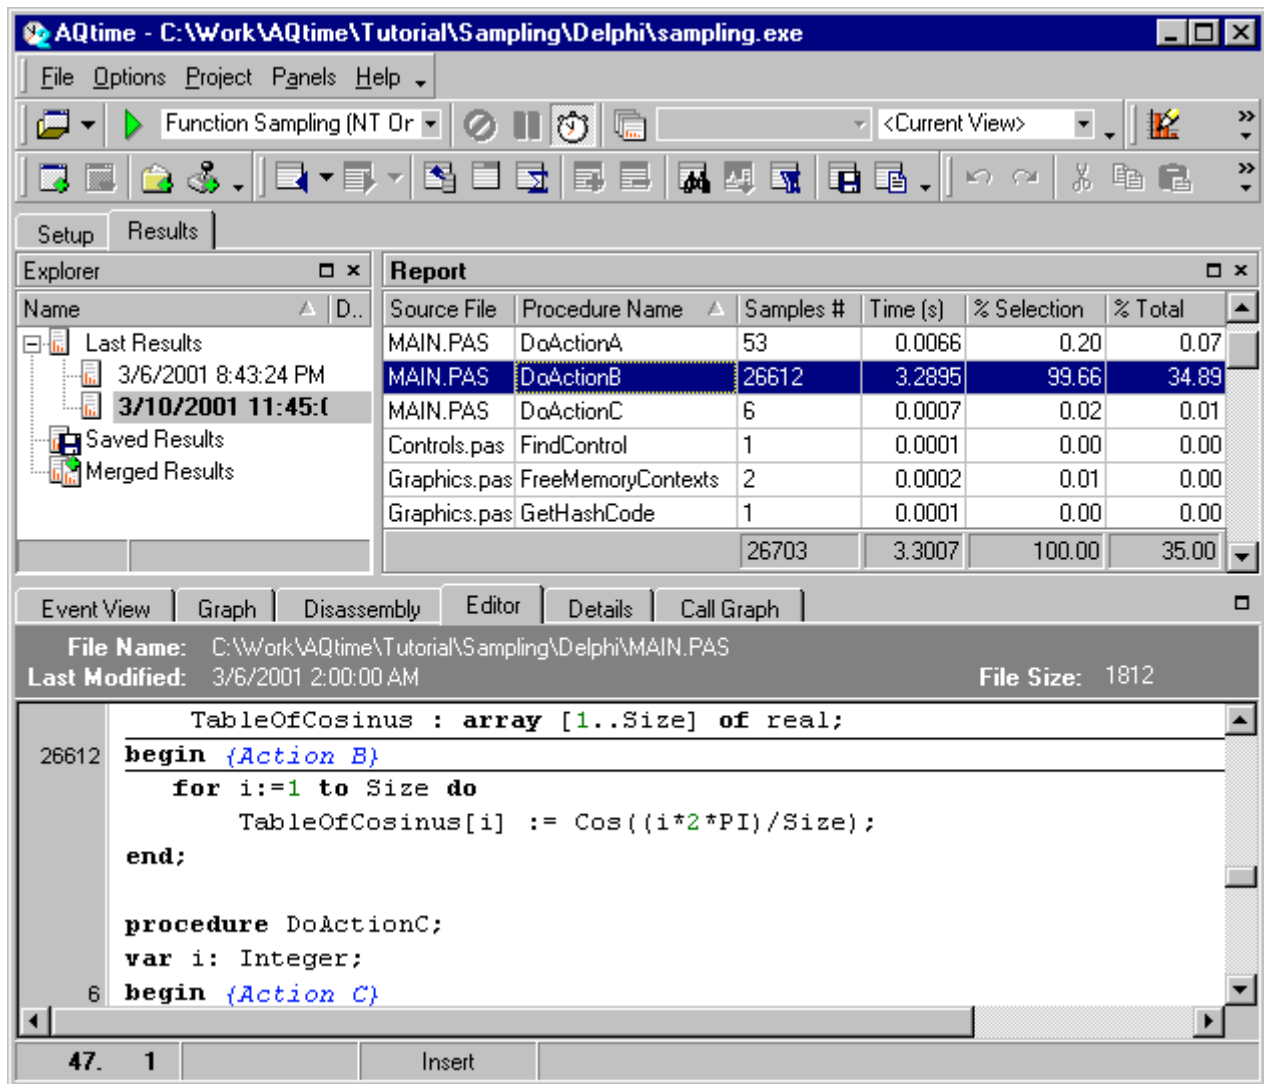 AQtime - C:\Work\AQtime\Tutorial\Sampling\Delphi\sampling.exe
File Options Project Panels Help
Function Sampling (NT Or <Current View>
Setup Results
Explorer Report
Name D.. Source File Procedure Name Samples # Time (s) % Selection % Total
Last Results MAIN.PAS DoActionA 53 0.0066 0.20 0.07
3/6/2001 8:43:24 PM MAIN.PAS DoActionB 26612 3.2895 99.66 34.89
3/10/2001 11:45:( MAIN.PAS DoActionC 6 0.0007 0.02 0.01
Saved Results Controls.pas FindControl 1 0.0001 0.00 0.00
Merged Results Graphics.pas FreeMemoryContexts 2 0.0002 0.01 0.00
Graphics.pas GetHashCode 1 0.0001 0.00 0.00
26703 3.3007 100.00 35.00
Event View Graph Disassembly Editor Details Call Graph
File Name: C:\Work\AQtime\Tutorial\Sampling\Delphi\MAIN.PAS
Last Modified: 3/6/2001 2:00:00 AM File Size: 1812
TableOfCosinus : array [1..Size] of real;
26612 begin {Action B}
for i:=1 to Size do
TableOfCosinus[i] := Cos((i*2*PI)/Size);
end;
procedure DoActionC;
var i: Integer;
6 begin {Action C}
47. 1 Insert